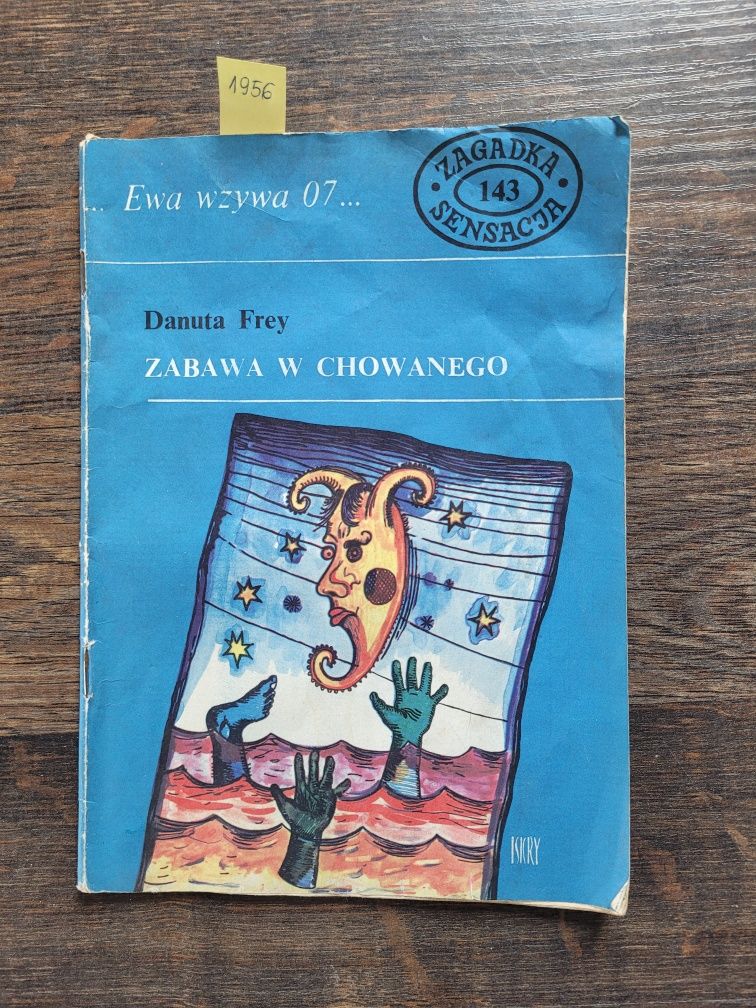 1956
... Ewa wzywa 07...
ZAGADKA
143
SENSACJA
Danuta Frey
ZABAWA W CHOWANEGO
ISKRY